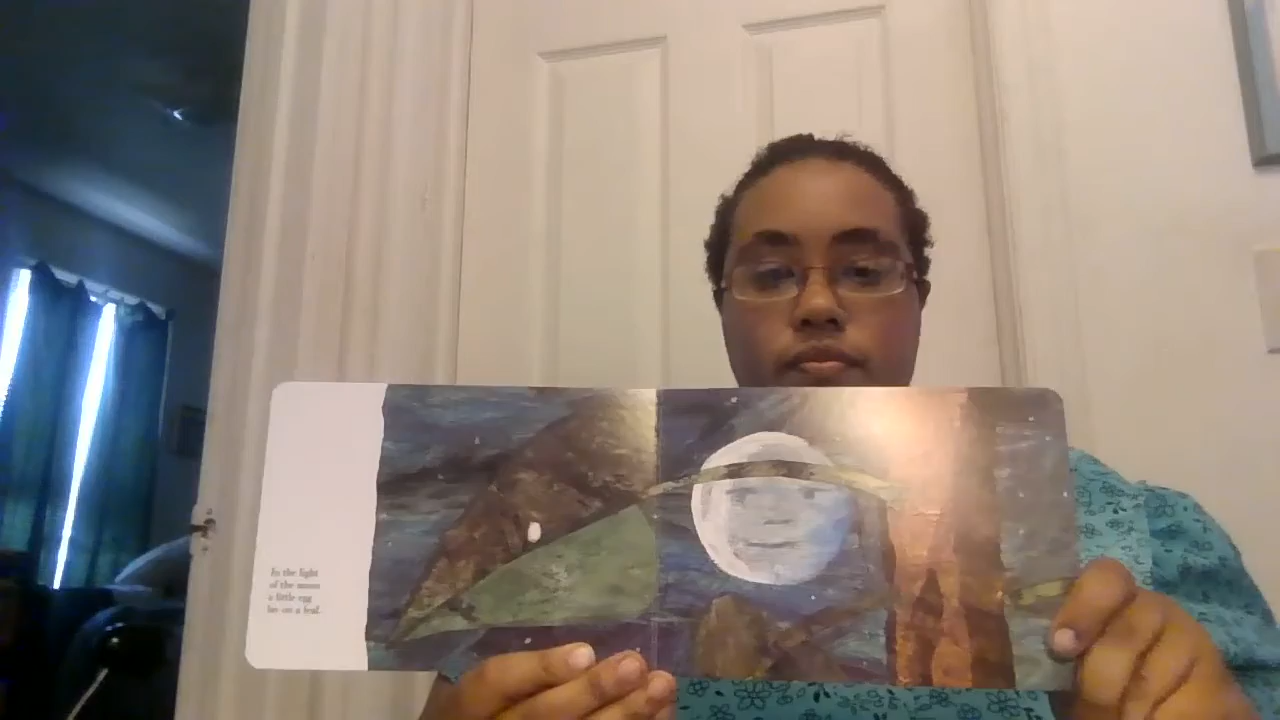 In the light
of the moon
a little egg
lay on a leaf.